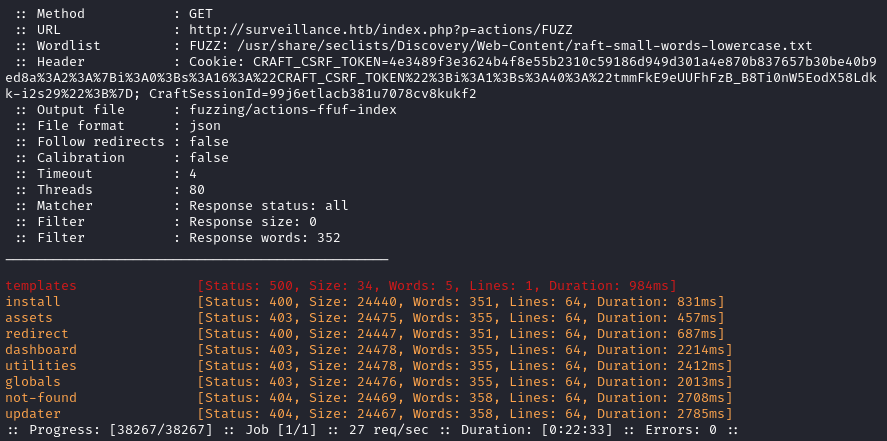 :: Method : GET
:: URL : http://surveillance.htb/index.php?p=actions/FUZZ
:: Wordlist : FUZZ: /usr/share/seclists/Discovery/Web-Content/raft-small-words-lowercase.txt
:: Header : Cookie: CRAFT_CSRF_TOKEN=4e3489f3e3624b4f8e55b2310c59186d949d301a4e870b837657b30be40b9
ed8a%3A2%3A%7Bi%3A0%3Bs%3A16%3A%22CRAFT_CSRF_TOKEN%22%3Bi%3A1%3Bs%3A40%3A%22tmmFkE9eUUFhFzB_B8Ti0nW5EodX58Ldk
k-i2s29%22%3B%7D; CraftSessionId=99j6etlacb381u7078cv8kukf2
:: Output file : fuzzing/actions-ffuf-index
:: File format : json
:: Follow redirects : false
:: Calibration : false
:: Timeout : 4
:: Threads : 80
:: Matcher : Response status: all
:: Filter : Response size: 0
:: Filter : Response words: 352
________________________________________________
templates [Status: 500, Size: 34, Words: 5, Lines: 1, Duration: 984ms]
install [Status: 400, Size: 24440, Words: 351, Lines: 64, Duration: 831ms]
assets [Status: 403, Size: 24475, Words: 355, Lines: 64, Duration: 457ms]
redirect [Status: 400, Size: 24447, Words: 351, Lines: 64, Duration: 687ms]
dashboard [Status: 403, Size: 24478, Words: 355, Lines: 64, Duration: 2214ms]
utilities [Status: 403, Size: 24478, Words: 355, Lines: 64, Duration: 2412ms]
globals [Status: 403, Size: 24476, Words: 355, Lines: 64, Duration: 2013ms]
not-found [Status: 404, Size: 24469, Words: 358, Lines: 64, Duration: 2708ms]
updater [Status: 404, Size: 24467, Words: 358, Lines: 64, Duration: 2785ms]
:: Progress: [38267/38267] :: Job [1/1] :: 27 req/sec :: Duration: [0:22:33] :: Errors: 0 ::